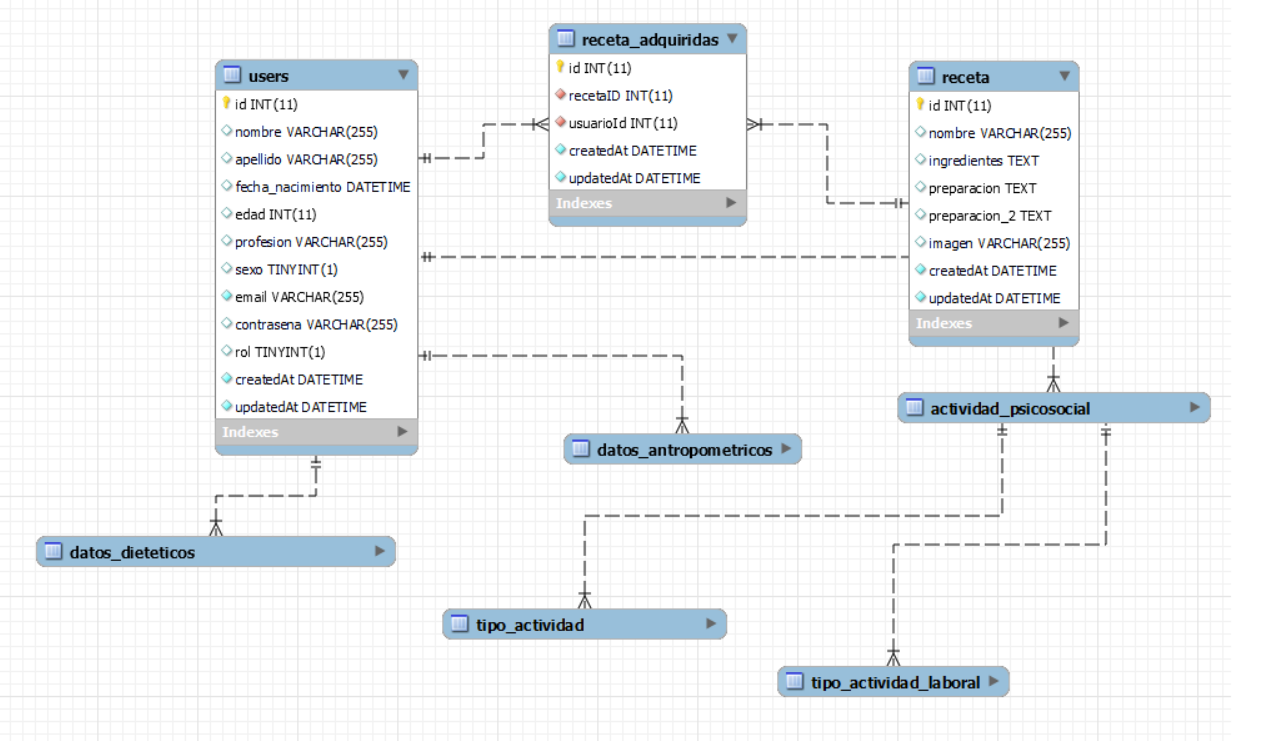 users
id INT(11)
nombre VARCHAR(255)
apellido VARCHAR(255)
fecha_nacimiento DATETIME
edad INT(11)
profesion VARCHAR(255)
sexo TINYINT(1)
email VARCHAR(255)
contrasena VARCHAR(255)
rol TINYINT(1)
createdAt DATETIME
updatedAt DATETIME
Indexes
receta_adquiridas
id INT(11)
recetaID INT(11)
usuarioId INT(11)
createdAt DATETIME
updatedAt DATETIME
Indexes
receta
id INT(11)
nombre VARCHAR(255)
ingredientes TEXT
preparacion TEXT
preparacion_2 TEXT
imagen VARCHAR(255)
createdAt DATETIME
updatedAt DATETIME
Indexes
actividad_psicosocial
datos_antropometricos
datos_dieteticos
tipo_actividad
tipo_actividad_laboral